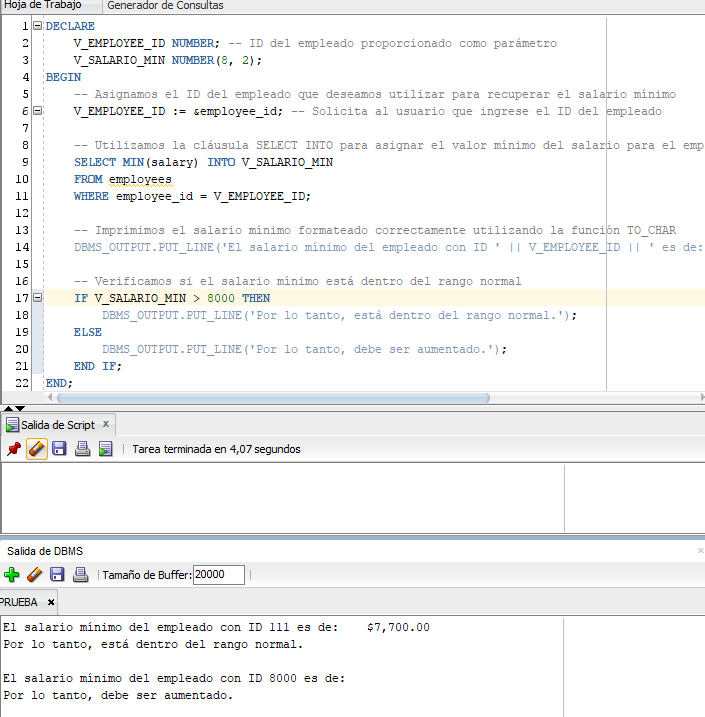 Hoja de Trabajo Generador de Consultas
1 DECLARE
2 V_EMPLOYEE_ID NUMBER; -- ID del empleado proporcionado como parámetro
3 V_SALARIO_MIN NUMBER(8, 2);
4 BEGIN
5 -- Asignamos el ID del empleado que deseamos utilizar para recuperar el salario mínimo
6 V_EMPLOYEE_ID := &employee_id; -- Solicita al usuario que ingrese el ID del empleado
7
8 -- Utilizamos la cláusula SELECT INTO para asignar el valor mínimo del salario para el emp
9 SELECT MIN(salary) INTO V_SALARIO_MIN
10 FROM employees
11 WHERE employee_id = V_EMPLOYEE_ID;
12
13 -- Imprimimos el salario mínimo formateado correctamente utilizando la función TO_CHAR
14 DBMS_OUTPUT.PUT_LINE('El salario mínimo del empleado con ID ' || V_EMPLOYEE_ID || ' es de:
15
16 -- Verificamos si el salario mínimo está dentro del rango normal
17 IF V_SALARIO_MIN > 8000 THEN
18 DBMS_OUTPUT.PUT_LINE('Por lo tanto, está dentro del rango normal.');
19 ELSE
20 DBMS_OUTPUT.PUT_LINE('Por lo tanto, debe ser aumentado.');
21 END IF;
22 END;
Salida de Script x
Tarea terminada en 4,07 segundos
Salida de DBMS x
Tamaño de Buffer: 20000
PRUEBA x
El salario mínimo del empleado con ID 111 es de: $7,700.00
Por lo tanto, está dentro del rango normal.
El salario mínimo del empleado con ID 8000 es de:
Por lo tanto, debe ser aumentado.